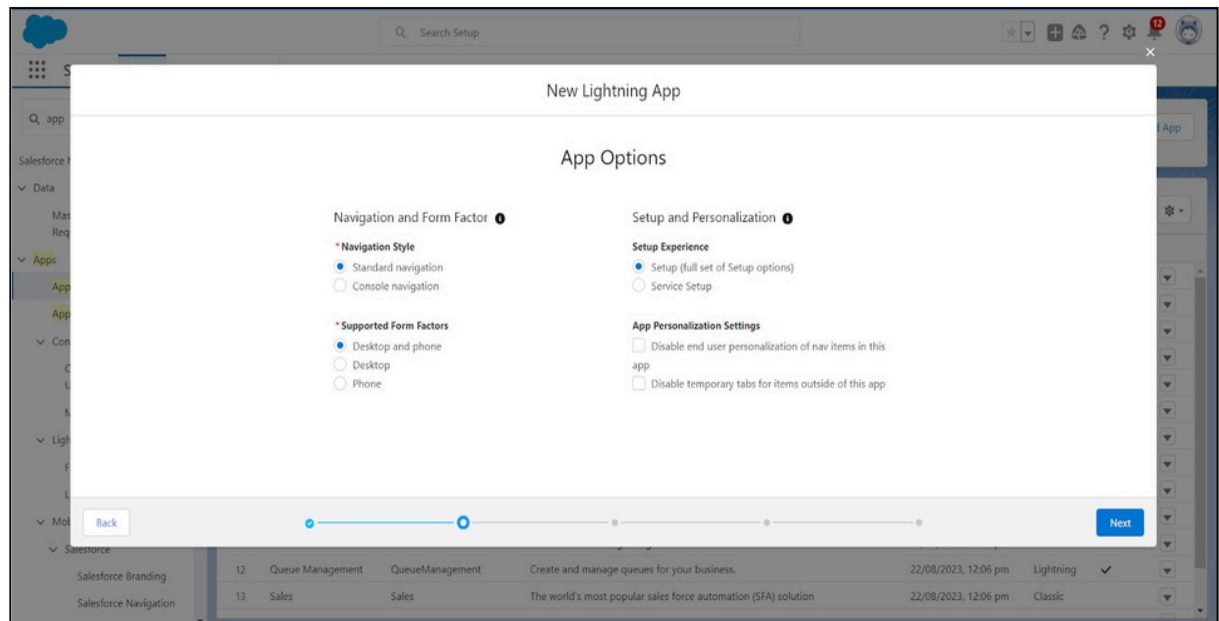 Search Setup
12
S
New Lightning App
app
App
App Options
Salesforce
Data
Navigation and Form Factor
Setup and Personalization
*Navigation Style
Setup Experience
Standard navigation
Setup (full set of Setup options)
Apps
Console navigation
Service Setup
App
*Supported Form Factors
App Personalization Settings
App
Desktop and phone
Disable end user personalization of nav items in this
app
Desktop
Phone
Disable temporary tabs for items outside of this app
Back
Next
Salesforce
12 Queue Management QueueManagement Create and manage queues for your business. 22/08/2023, 12:06 pm Lightning
Salesforce Branding
13 Sales Sales The world's most popular sales force automation (SFA) solution 22/08/2023, 12:06 pm Classic
Salesforce Navigation